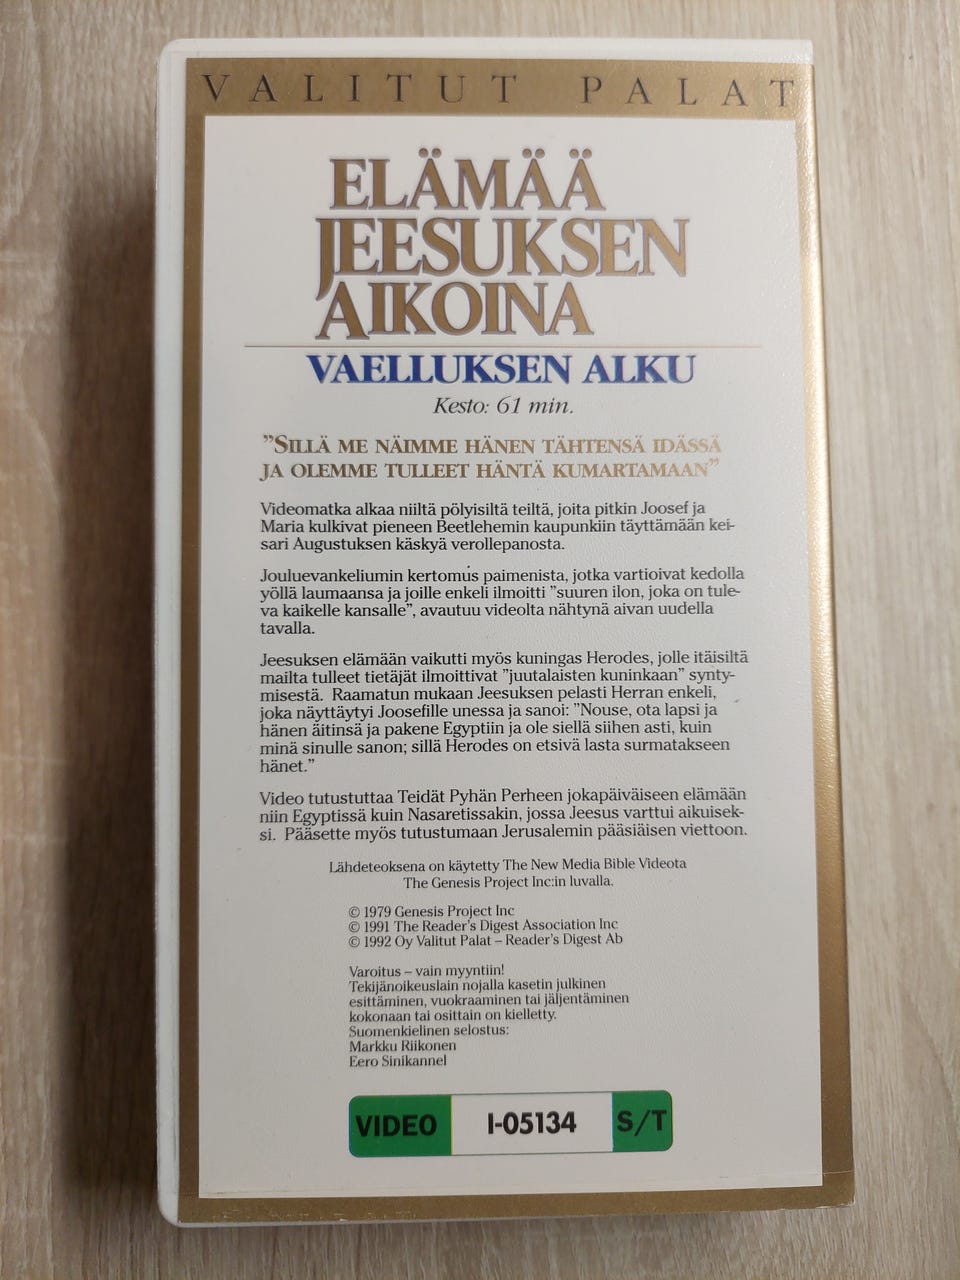 VALITUT PALAT
ELÄMÄÄ
JEESUKSEN
AIKOINA
VAELLUKSEN ALKU
Kesto: 61 min.
”SILLÄ ME NÄIMME HÄNEN TÄHTENSÄ IDÄSSÄ
JA OLEMME TULLEET HÄNTÄ KUMARTAMAAN”
Videomatka alkaa niiltä pölyisiltä teiltä, joita pitkin Joosef ja
Maria kulkivat pieneen Beetlehemin kaupunkiin täyttämään kei-
sari Augustuksen käskyä verollepanosta.
Jouluevankeliumin kertomus paimenista, jotka vartioivat kedolla
yöllä laumaansa ja joille enkeli ilmoitti ”suuren ilon, joka on tule-
va kaikelle kansalle”, avautuu videolta nähtynä aivan uudella
tavalla.
Jeesuksen elämään vaikutti myös kuningas Herodes, jolle itäisiltä
mailta tulleet tietäjät ilmoittivat ”juutalaisten kuninkaan” synty-
misestä. Raamatun mukaan Jeesuksen pelasti Herran enkeli,
joka näyttäytyi Joosefille unessa ja sanoi: ”Nouse, ota lapsi ja
hänen äitinsä ja pakene Egyptiin ja ole siellä siihen asti, kuin
minä sinulle sanon; sillä Herodes on etsivä lasta surmatakseen
hänet.”
Video tutustuttaa Teidät Pyhän Perheen jokapäiväiseen elämään
niin Egyptissä kuin Nasaretissakin, jossa Jeesus varttui aikuisek-
si. Pääsette myös tutustumaan Jerusalemin pääsiäisen viettoon.
Lähdeteoksena on käytetty The New Media Bible Videota
The Genesis Project Inc:in luvalla.
© 1979 Genesis Project Inc
© 1991 The Reader's Digest Association Inc
© 1992 Oy Valitut Palat – Reader's Digest Ab
Varoitus – vain myyntiin!
Tekijänoikeuslain nojalla kasetin julkinen
esittäminen, vuokraaminen tai jäljentäminen
kokonaan tai osittain on kielletty.
Suomenkielinen selostus:
Markku Riikonen
Eero Sinikannel
VIDEO I-05134 S/T